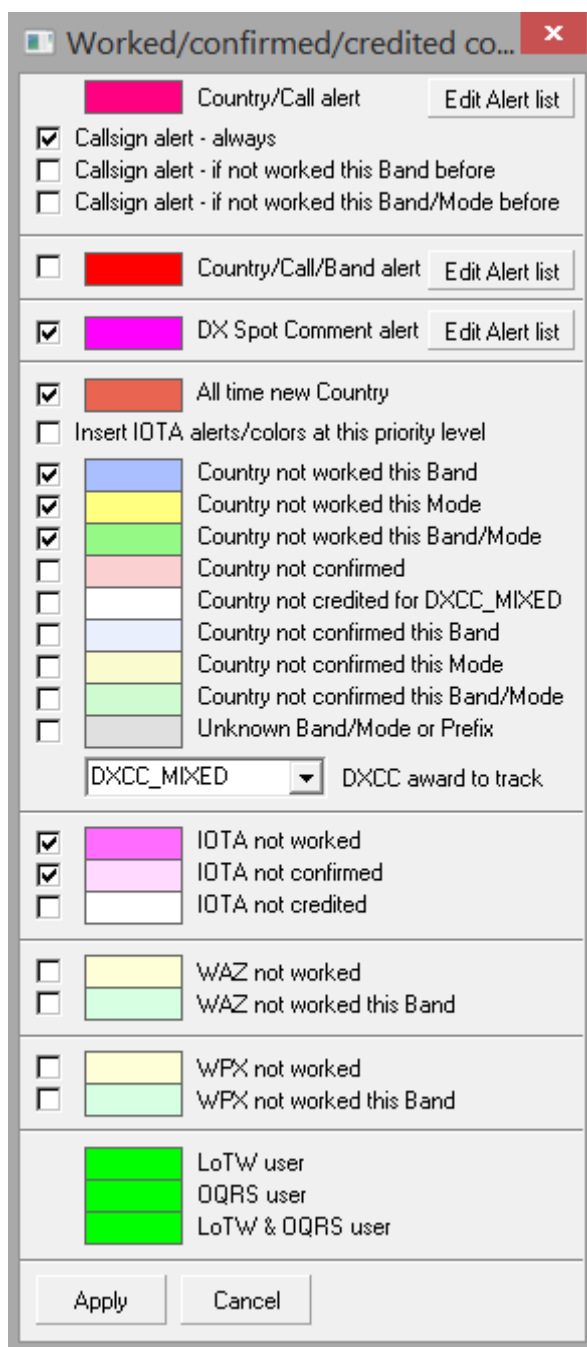 Worked/confirmed/credited co...
Country/Call alert Edit Alert list
Callsign alert - always
Callsign alert - if not worked this Band before
Callsign alert - if not worked this Band/Mode before
Country/Call/Band alert Edit Alert list
DX Spot Comment alert Edit Alert list
All time new Country
Insert IOTA alerts/colors at this priority level
Country not worked this Band
Country not worked this Mode
Country not worked this Band/Mode
Country not confirmed
Country not credited for DXCC_MIXED
Country not confirmed this Band
Country not confirmed this Mode
Country not confirmed this Band/Mode
Unknown Band/Mode or Prefix
DXCC_MIXED DXCC award to track
IOTA not worked
IOTA not confirmed
IOTA not credited
WAZ not worked
WAZ not worked this Band
WPX not worked
WPX not worked this Band
LoTW user
OQRS user
LoTW & OQRS user
Apply Cancel